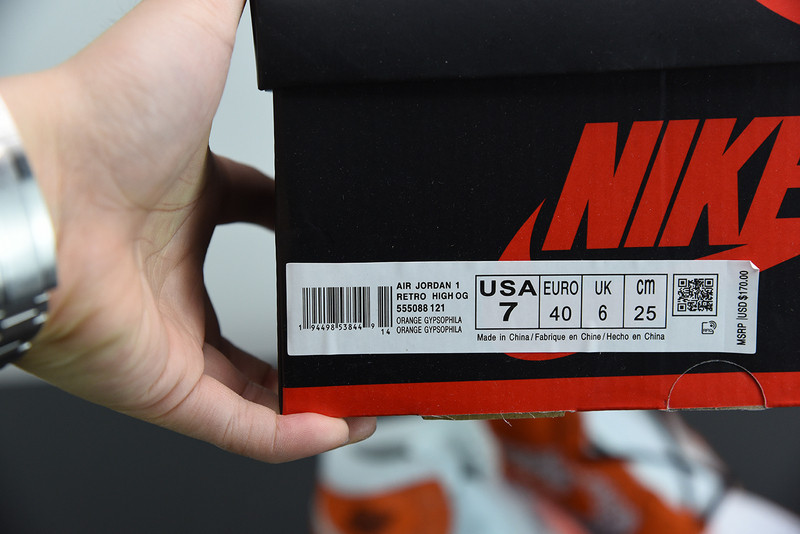 NIKE
AIR JORDAN 1
RETRO HIGH OG
555088 121
ORANGE GYPSOPHILA
ORANGE GYPSOPHILA
1 94498 53844 9
14
USA EURO UK cm
7 40 6 25
Made in China / Fabriqué en Chine / Hecho en China
MSRP (USD $170.00